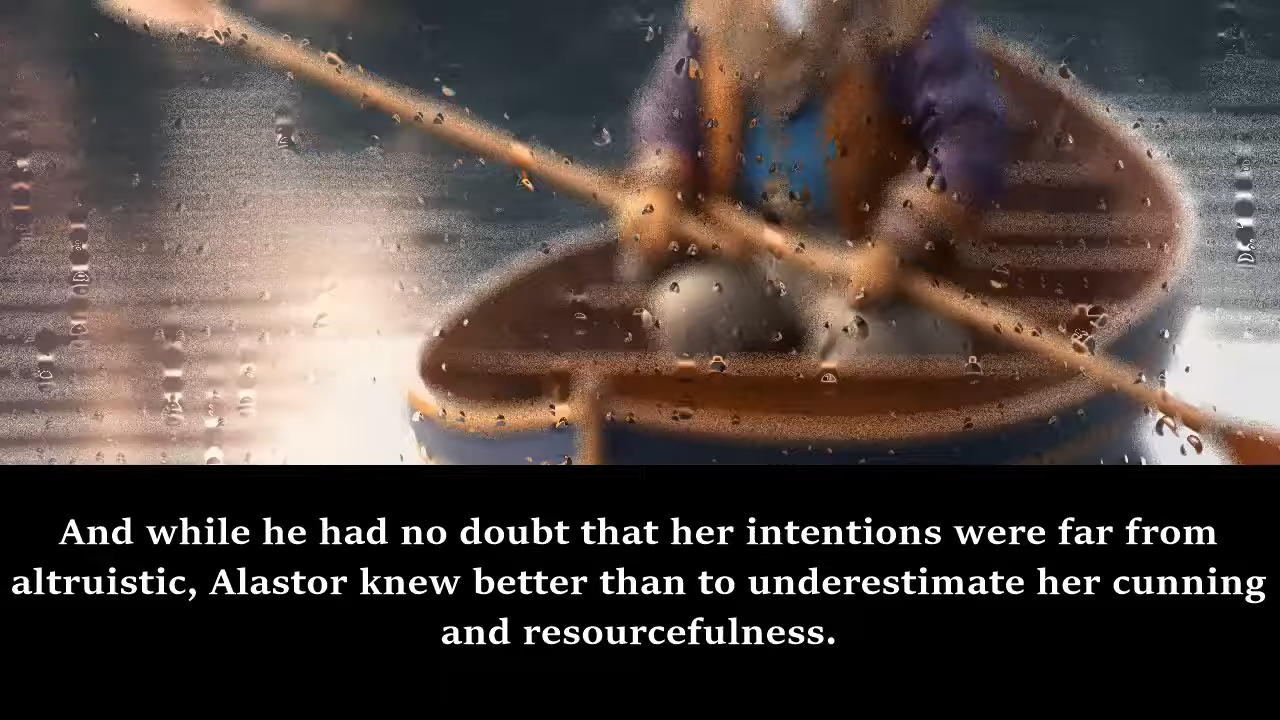 And while he had no doubt that her intentions were far from
altruistic, Alastor knew better than to underestimate her cunning
and resourcefulness.